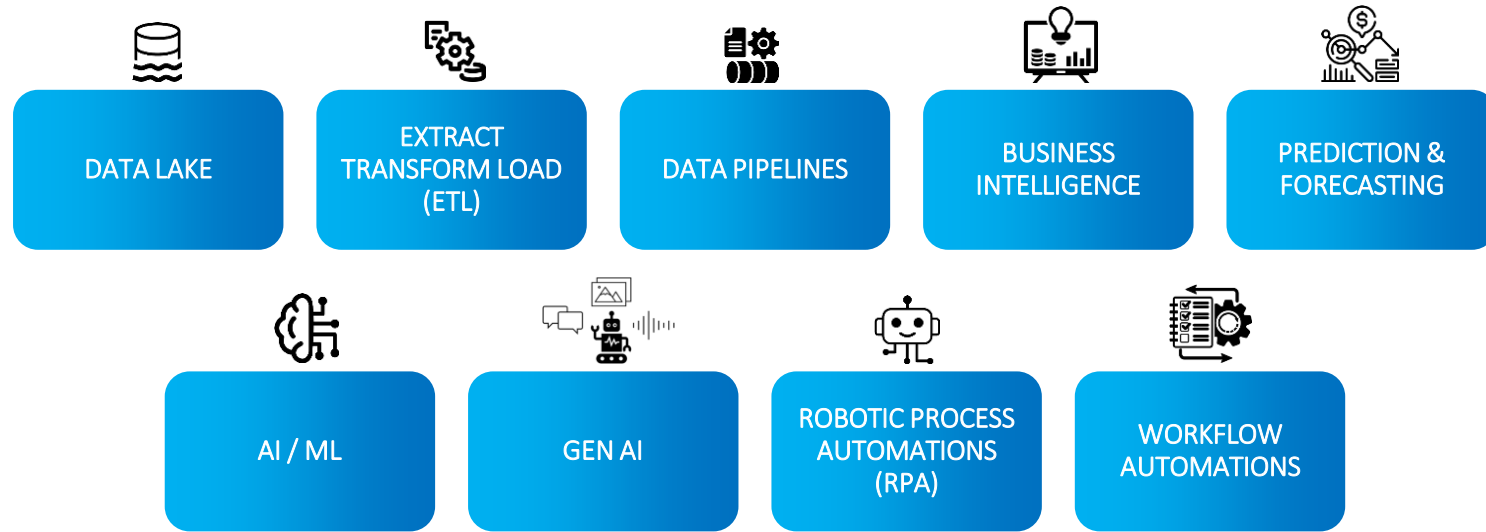 DATA LAKE
EXTRACT
TRANSFORM LOAD
(ETL)
DATA PIPELINES
BUSINESS
INTELLIGENCE
PREDICTION &
FORECASTING
AI / ML
GEN AI
ROBOTIC PROCESS
AUTOMATIONS
(RPA)
WORKFLOW
AUTOMATIONS